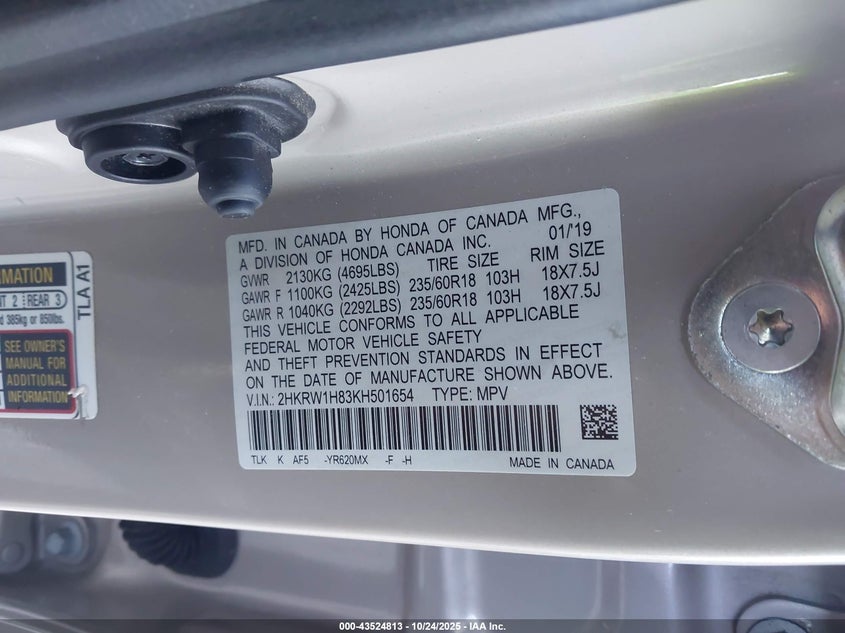 MFD. IN CANADA BY HONDA OF CANADA MFG.,
A DIVISION OF HONDA CANADA INC. 01/'19
GVWR 2130KG (4695LBS) TIRE SIZE RIM SIZE
GAWR F 1100KG (2425LBS) 235/60R18 103H 18X7.5J
GAWR R 1040KG (2292LBS) 235/60R18 103H 18X7.5J
THIS VEHICLE CONFORMS TO ALL APPLICABLE
FEDERAL MOTOR VEHICLE SAFETY
AND THEFT PREVENTION STANDARDS IN EFFECT
ON THE DATE OF MANUFACTURE SHOWN ABOVE.
V.I.N.: 2HKRW1H83KH501654 TYPE: MPV
TLK K AF5 -YR620MX -F -H
MADE IN CANADA
2 REAR 3
385kg or 850lbs.
SEE OWNER'S
MANUAL FOR
ADDITIONAL
INFORMATION
TLA A1
000-43524813 - 10/24/2025 - IAA Inc.